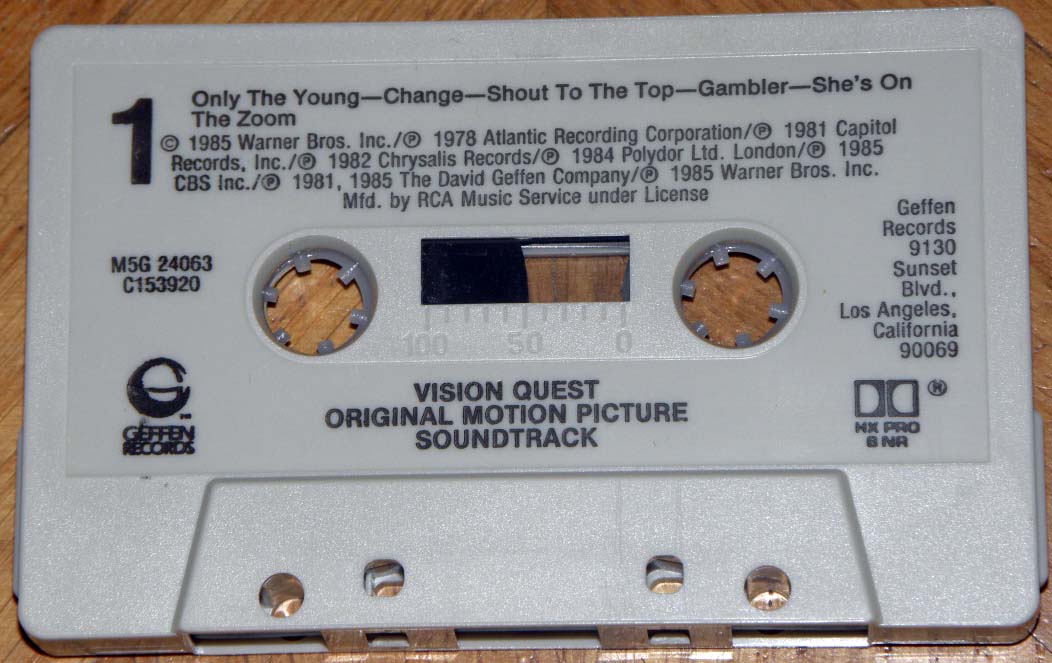 1
Only The Young—Change—Shout To The Top—Gambler—She's On
The Zoom
© 1985 Warner Bros. Inc./℗ 1978 Atlantic Recording Corporation/℗ 1981 Capitol
Records, Inc./℗ 1982 Chrysalis Records/℗ 1984 Polydor Ltd. London/℗ 1985
CBS Inc./℗ 1981, 1985 The David Geffen Company/℗ 1985 Warner Bros. Inc.
Mfd. by RCA Music Service under License
M5G 24063
C153920
Geffen
Records
9130
Sunset
Blvd.,
Los Angeles,
California
90069
100 50 0
GEFFEN
RECORDS
™
VISION QUEST
ORIGINAL MOTION PICTURE
SOUNDTRACK
®
HX PRO
B NR